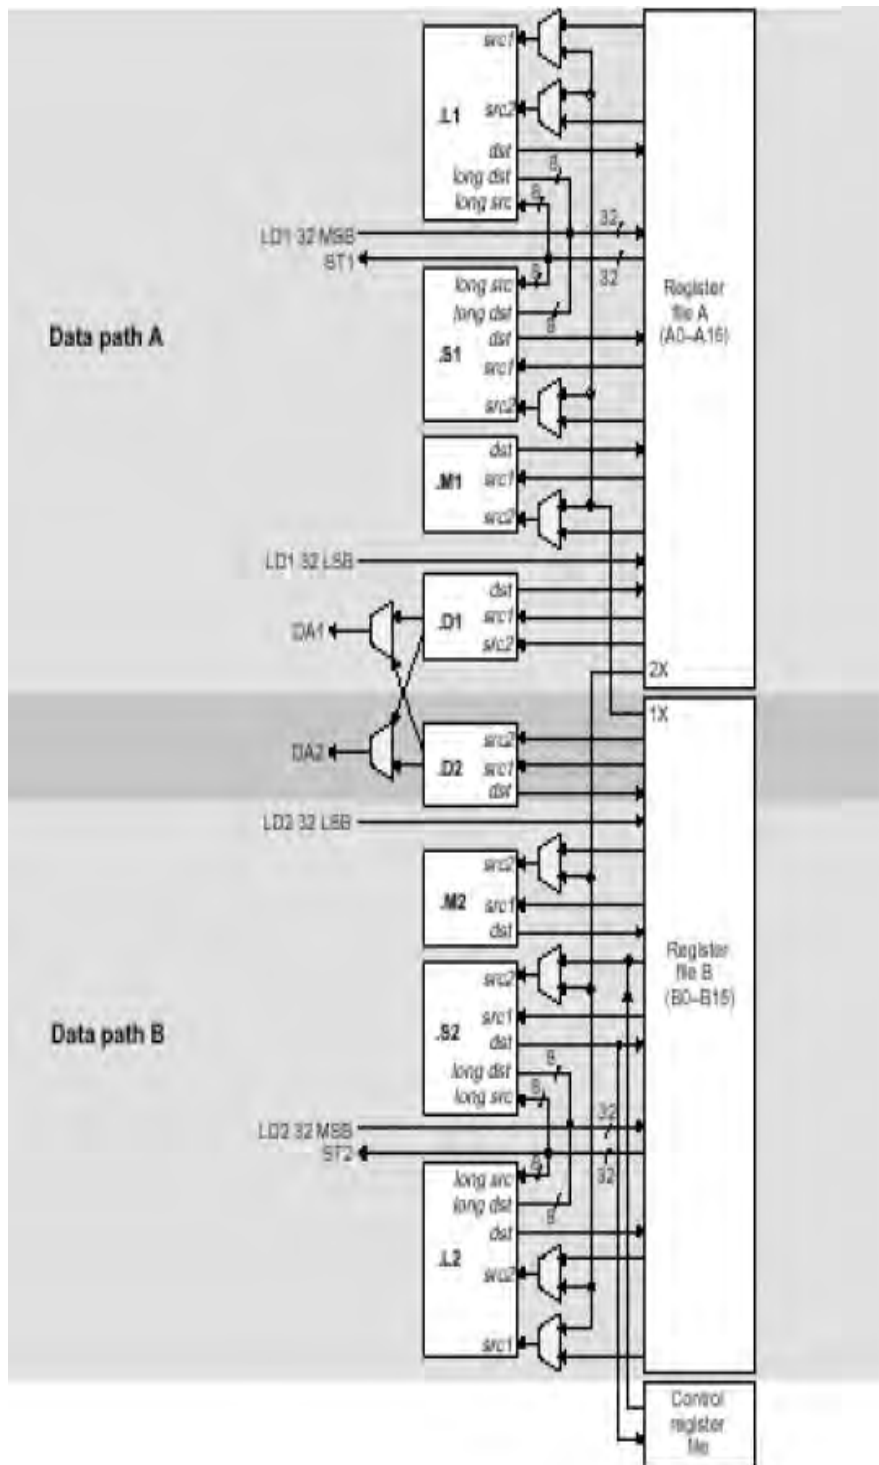 src1
.L1
src2
dst
8
long dst
8
long src
32
LD1 32 MSB
ST1
8
32
long src
Register
file A
(A0–A15)
long dst
8
Data path A
dst
.S1
src1
src2
dst
.M1
src1
src2
LD1 32 LSB
dst
.D1
src1
DA1
src2
2X
1X
src2
DA2
.D2
src1
dst
LD2 32 LSB
src2
.M2
src1
dst
Register
file B
(B0–B15)
src2
src1
Data path B
.S2
dst
8
long dst
8
long src
32
LD2 32 MSB
ST2
8
32
long src
long dst
8
dst
.L2
src2
src1
Control
register
file